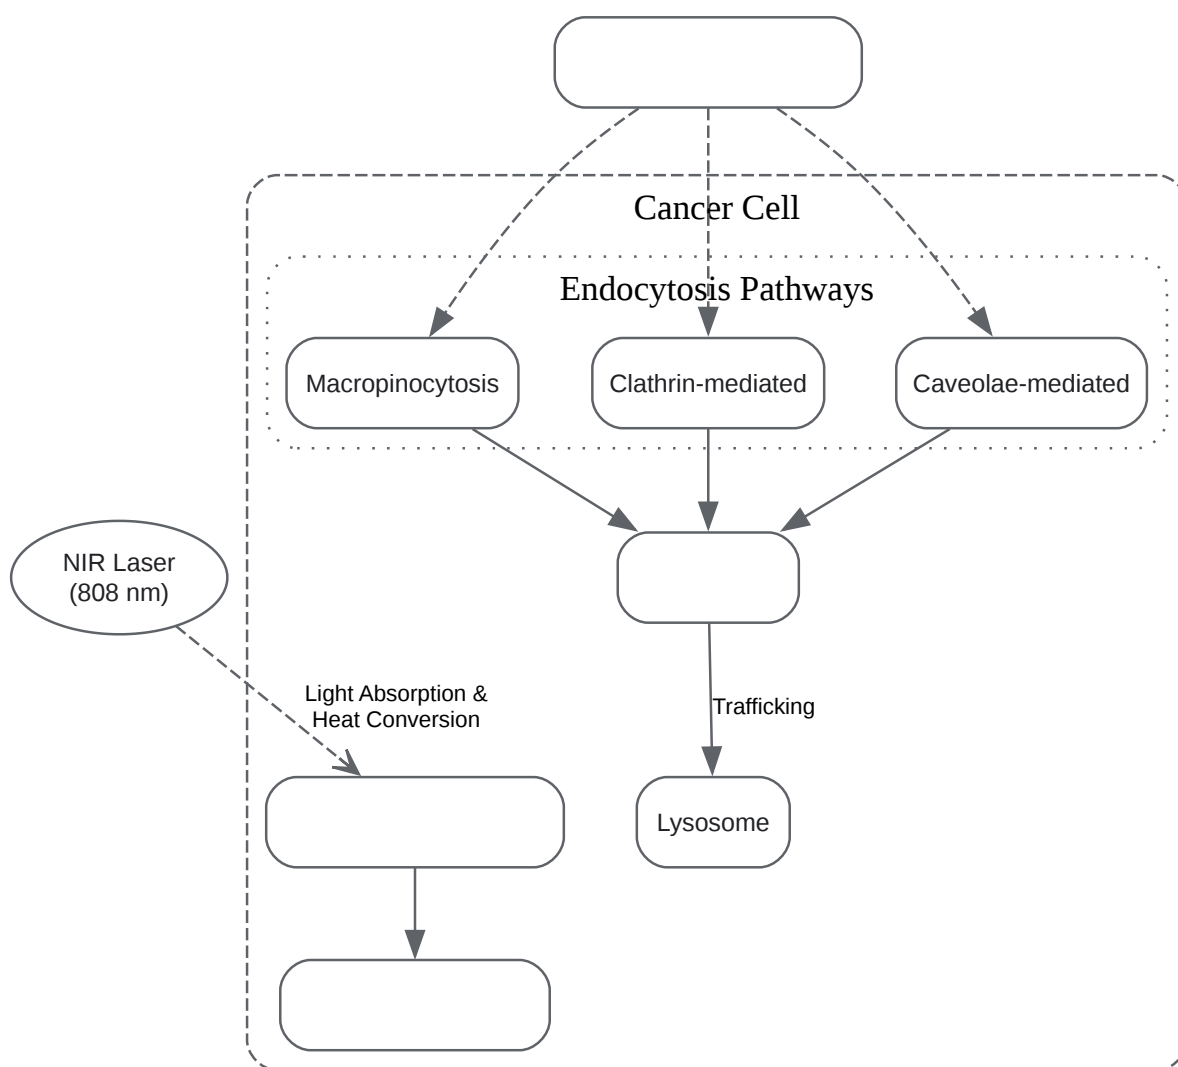 Cancer Cell
Endocytosis Pathways
Macropinocytosis
Clathrin-mediated
Caveolae-mediated
NIR Laser
(808 nm)
Light Absorption &
Heat Conversion
Trafficking
Lysosome